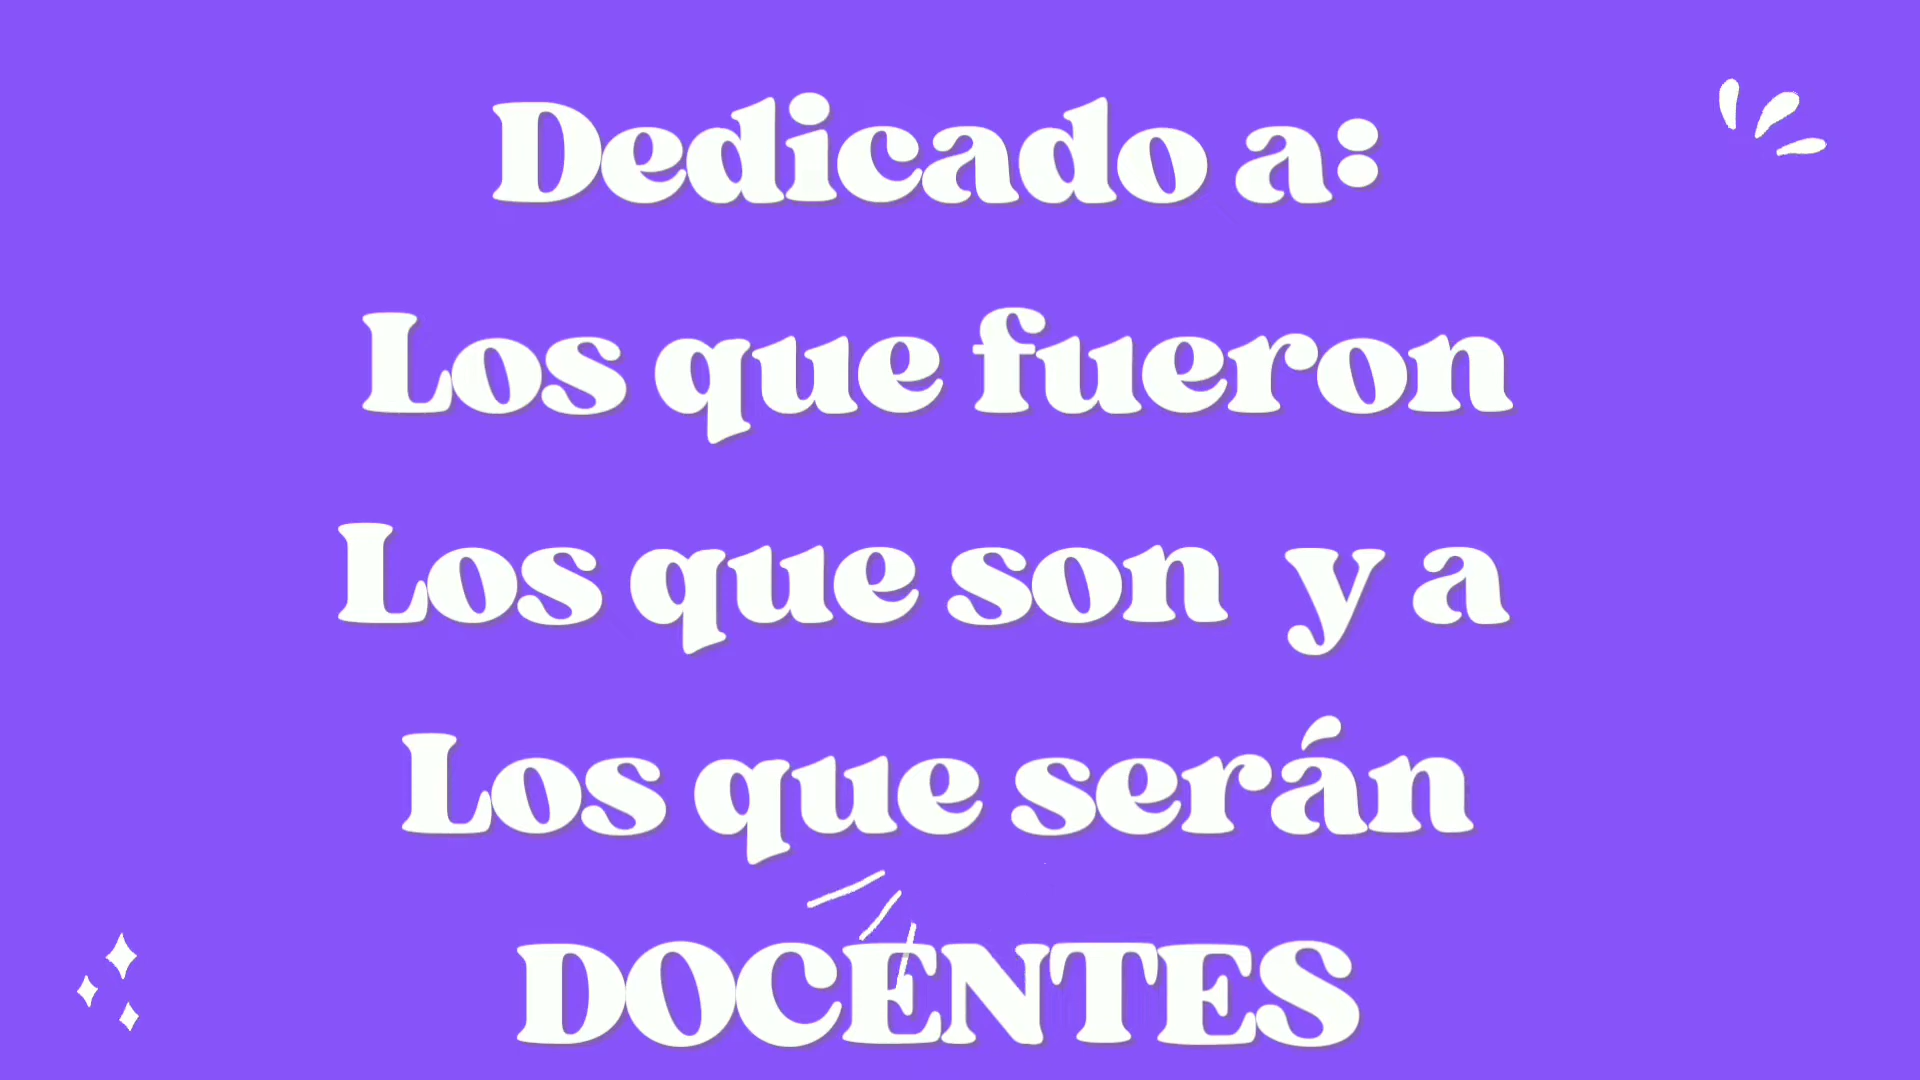 Dedicado a:
Los que fueron
Los que son y a
Los que serán
DOCENTES